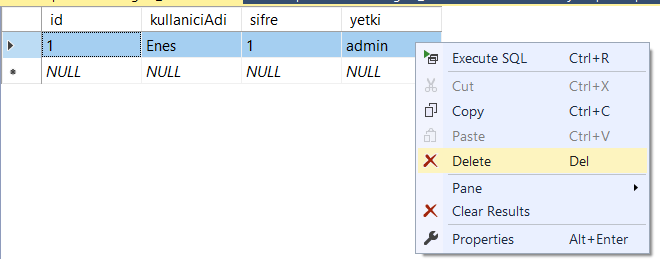 id kullaniciAdi sifre yetki
1 Enes 1 admin
NULL NULL NULL NULL
Execute SQL Ctrl+R
Cut Ctrl+X
Copy Ctrl+C
Paste Ctrl+V
Delete Del
Pane
Clear Results
Properties Alt+Enter